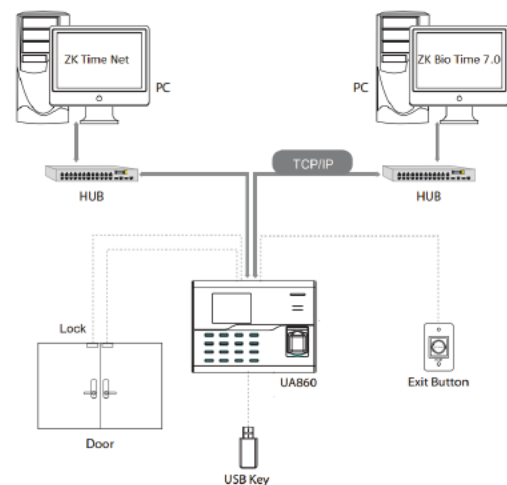 ZK Time Net
PC
ZK Bio Time 7.0
PC
TCP/IP
HUB
HUB
Lock
UA860
Exit Button
Door
USB Key